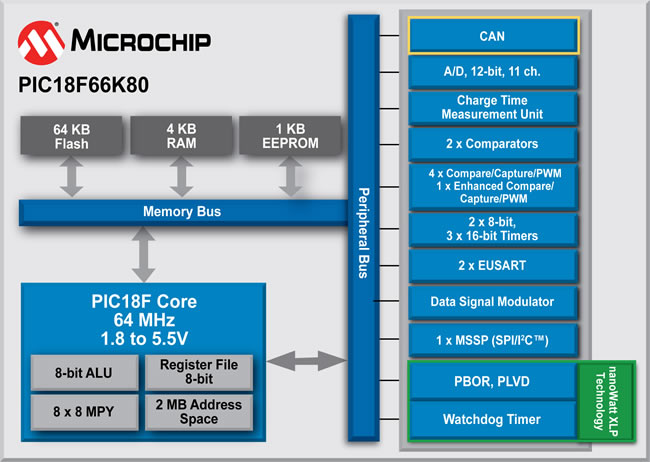 MICROCHIP
PIC18F66K80
64 KB
Flash
4 KB
RAM
1 KB
EEPROM
Memory Bus
PIC18F Core
64 MHz
1.8 to 5.5V
8-bit ALU
Register File
8-bit
8 x 8 MPY
2 MB Address
Space
Peripheral Bus
CAN
A/D, 12-bit, 11 ch.
Charge Time
Measurement Unit
2 x Comparators
4 x Compare/Capture/PWM
1 x Enhanced Compare/
Capture/PWM
2 x 8-bit,
3 x 16-bit Timers
2 x EUSART
Data Signal Modulator
1 x MSSP (SPI/I²C™)
PBOR, PLVD
Watchdog Timer
nanoWatt XLP
Technology